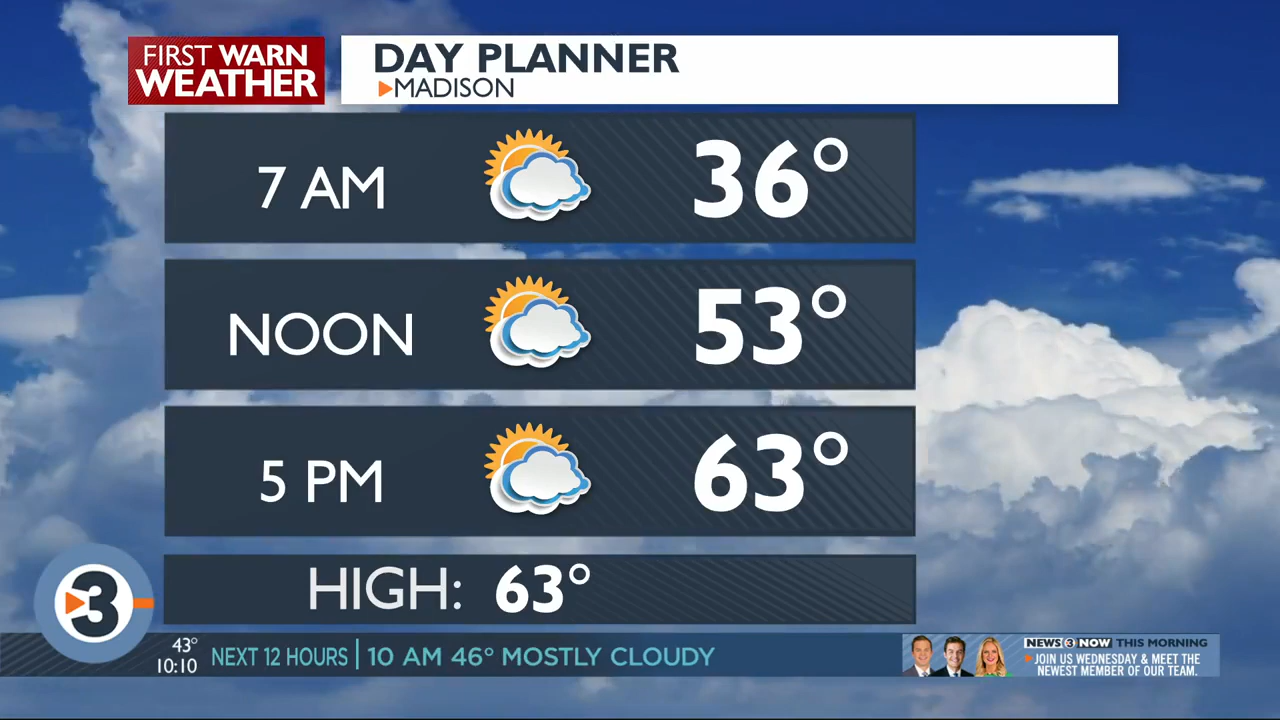 FIRST WARN
WEATHER
DAY PLANNER
MADISON
7 AM 36°
NOON 53°
5 PM 63°
HIGH: 63°
3
43°
10:10
NEXT 12 HOURS | 10 AM 46° MOSTLY CLOUDY
NEWS 3 NOW THIS MORNING
JOIN US WEDNESDAY & MEET THE
NEWEST MEMBER OF OUR TEAM.